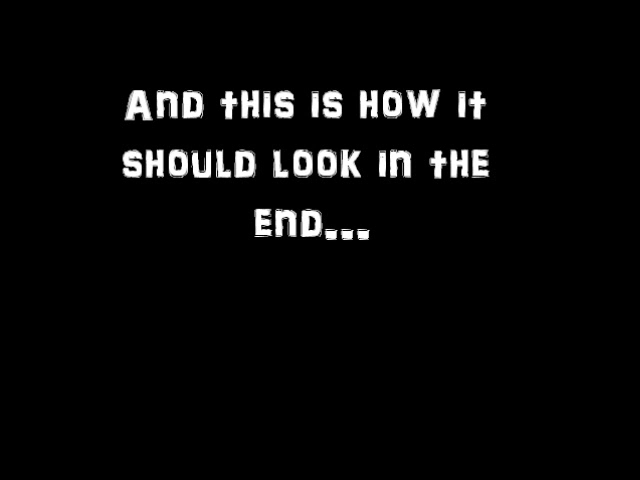 And this is how it
should look in the
end...